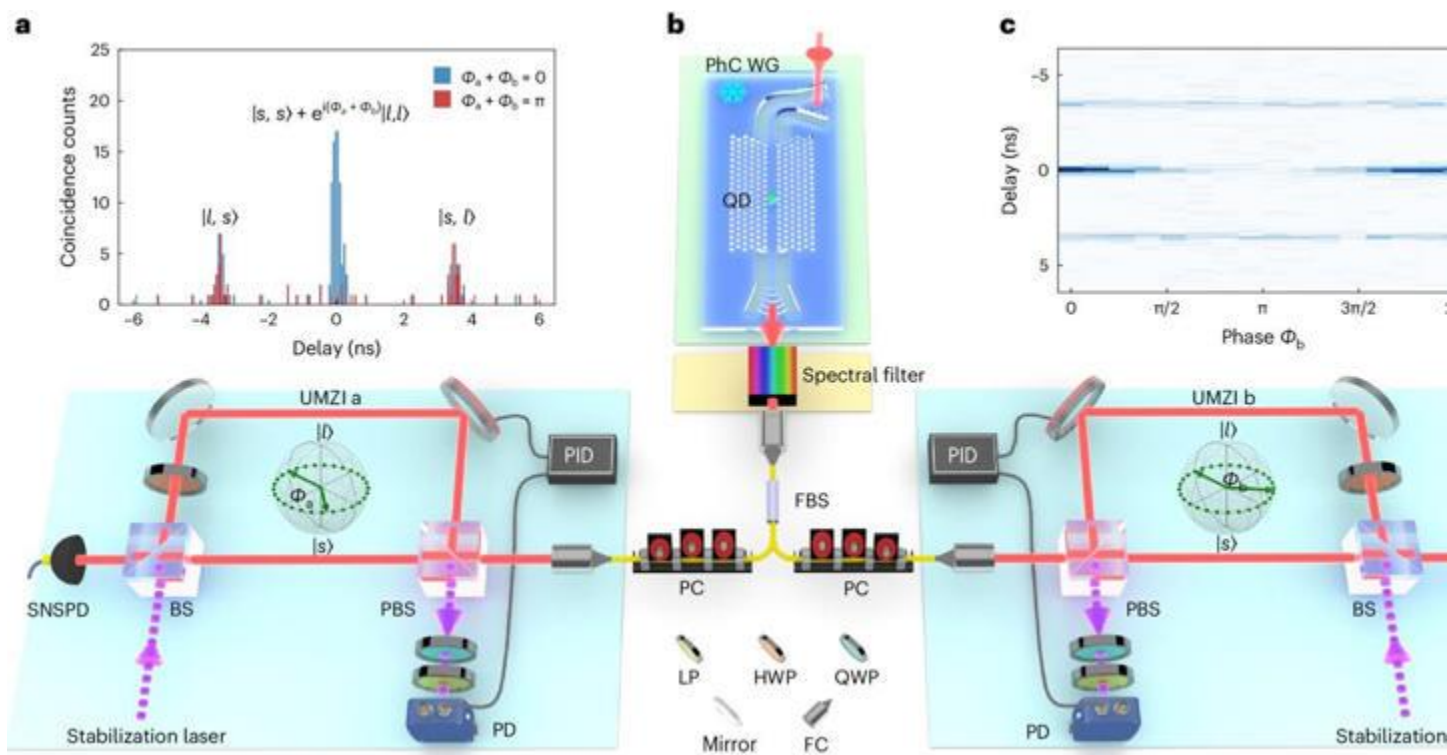 a
25
20
15
10
5
0
Coincidence counts
Φa + Φb = 0
Φa + Φb = π
|s, s⟩ + e^i(Φa + Φb)|l,l⟩
|l, s⟩
|s, l⟩
−6
−4
−2
0
2
4
6
Delay (ns)
b
PhC WG
QD
Spectral filter
FBS
PC
PC
LP
HWP
QWP
Mirror
FC
c
-5
0
5
Delay (ns)
0
π/2
π
3π/2
Phase Φb
UMZI a
|l⟩
Φa
|s⟩
PID
SNSPD
BS
PBS
PD
Stabilization laser
UMZI b
|l⟩
Φb
|s⟩
PID
PBS
BS
PD
Stabilization